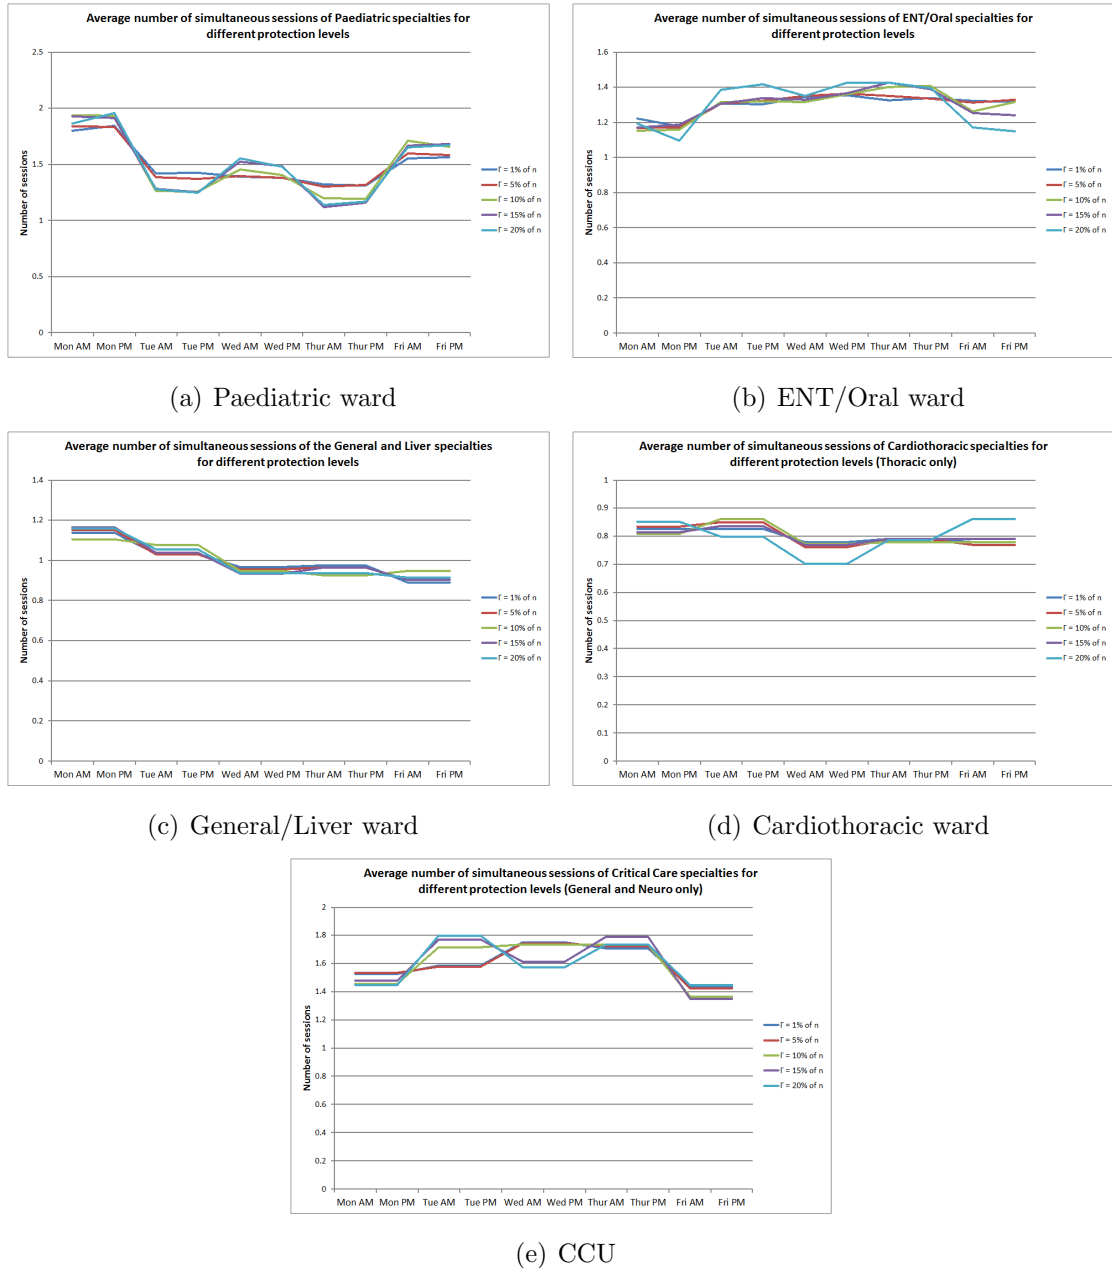 Average number of simultaneous sessions of Paediatric specialties for
different protection levels
2.5
2
1.5
1
0.5
0
Number of sessions
Mon AM Mon PM Tue AM Tue PM Wed AM Wed PM Thur AM Thur PM Fri AM Fri PM
Γ = 1% of n
Γ = 5% of n
Γ = 10% of n
Γ = 15% of n
Γ = 20% of n
(a) Paediatric ward
Average number of simultaneous sessions of ENT/Oral specialties for
different protection levels
1.6
1.4
1.2
1
0.8
0.6
0.4
0.2
0
Number of sessions
Mon AM Mon PM Tue AM Tue PM Wed AM Wed PM Thur AM Thur PM Fri AM Fri PM
Γ = 1% of n
Γ = 5% of n
Γ = 10% of n
Γ = 15% of n
Γ = 20% of n
(b) ENT/Oral ward
Average number of simultaneous sessions of the General and Liver specialties
for different protection levels
1.4
1.2
1
0.8
0.6
0.4
0.2
0
Number of sessions
Mon AM Mon PM Tue AM Tue PM Wed AM Wed PM Thur AM Thur PM Fri AM Fri PM
Γ = 1% of n
Γ = 5% of n
Γ = 10% of n
Γ = 15% of n
Γ = 20% of n
(c) General/Liver ward
Average number of simultaneous sessions of Cardiothoracic specialties for
different protection levels (Thoracic only)
1
0.9
0.8
0.7
0.6
0.5
0.4
0.3
0.2
0.1
0
Number of sessions
Mon AM Mon PM Tue AM Tue PM Wed AM Wed PM Thur AM Thur PM Fri AM Fri PM
Γ = 1% of n
Γ = 5% of n
Γ = 10% of n
Γ = 15% of n
Γ = 20% of n
(d) Cardiothoracic ward
Average number of simultaneous sessions of Critical Care specialties for
different protection levels (General and Neuro only)
2
1.8
1.6
1.4
1.2
1
0.8
0.6
0.4
0.2
0
Number of sessions
Mon AM Mon PM Tue AM Tue PM Wed AM Wed PM Thur AM Thur PM Fri AM Fri PM
Γ = 1% of n
Γ = 5% of n
Γ = 10% of n
Γ = 15% of n
Γ = 20% of n
(e) CCU